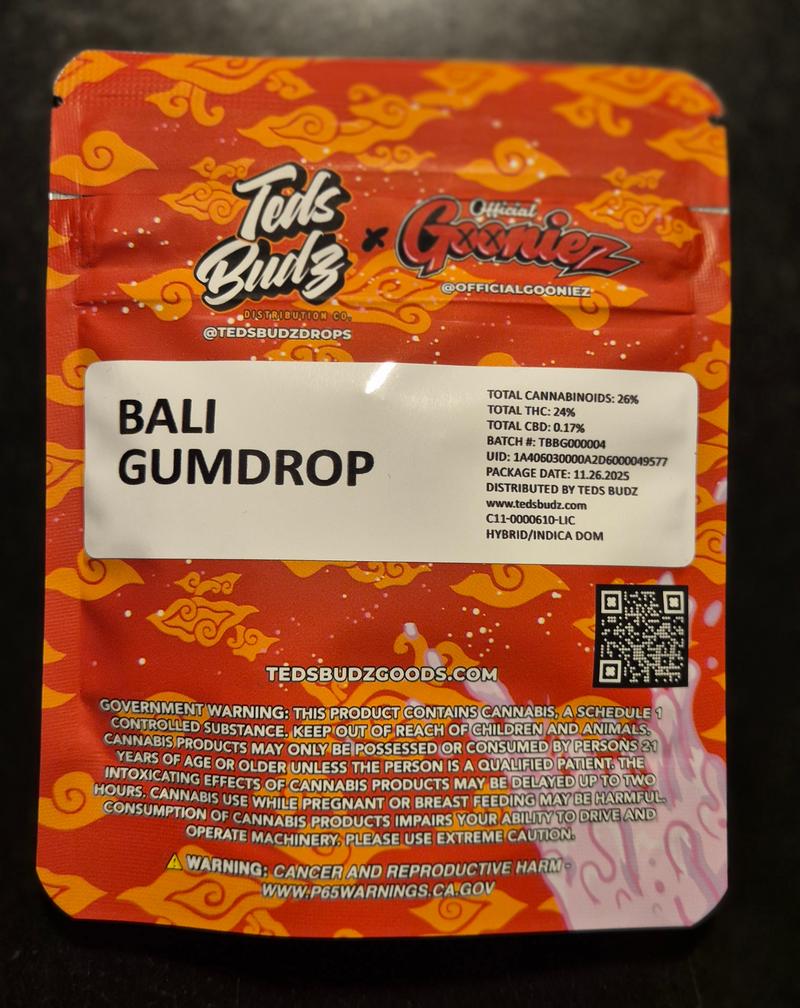 Teds
Budz
DISTRIBUTION CO.
@TEDSBUDZDROPS
x
Official
Gooniez
@OFFICIALGOONIEZ
BALI
GUMDROP
TOTAL CANNABINOIDS: 26%
TOTAL THC: 24%
TOTAL CBD: 0.17%
BATCH #: TBBG000004
UID: 1A406030000A2D6000049577
PACKAGE DATE: 11.26.2025
DISTRIBUTED BY TEDS BUDZ
www.tedsbudz.com
C11-0000610-LIC
HYBRID/INDICA DOM
TEDSBUDZGOODS.COM
GOVERNMENT WARNING: THIS PRODUCT CONTAINS CANNABIS, A SCHEDULE 1
CONTROLLED SUBSTANCE. KEEP OUT OF REACH OF CHILDREN AND ANIMALS.
CANNABIS PRODUCTS MAY ONLY BE POSSESSED OR CONSUMED BY PERSONS 21
YEARS OF AGE OR OLDER UNLESS THE PERSON IS A QUALIFIED PATIENT. THE
INTOXICATING EFFECTS OF CANNABIS PRODUCTS MAY BE DELAYED UP TO TWO
HOURS. CANNABIS USE WHILE PREGNANT OR BREAST FEEDING MAY BE HARMFUL.
CONSUMPTION OF CANNABIS PRODUCTS IMPAIRS YOUR ABILITY TO DRIVE AND
OPERATE MACHINERY. PLEASE USE EXTREME CAUTION.
WARNING: CANCER AND REPRODUCTIVE HARM -
WWW.P65WARNINGS.CA.GOV